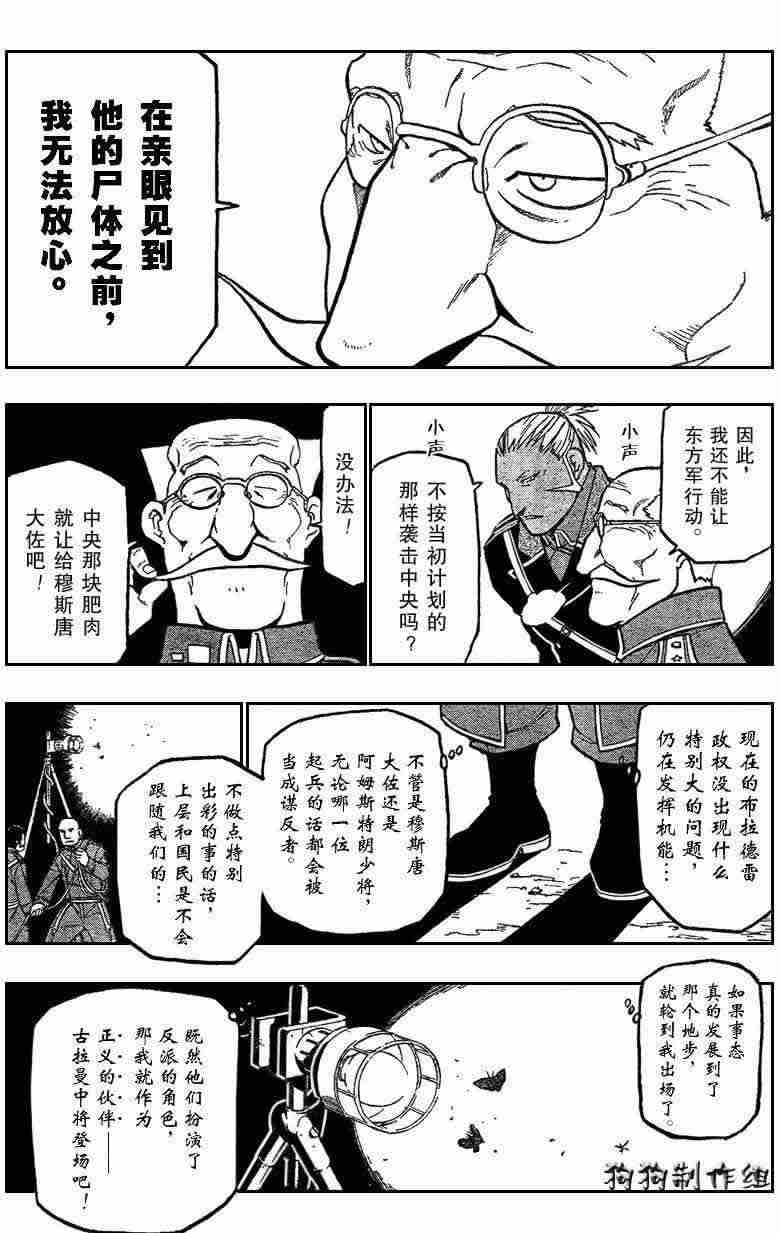 在亲眼见到
他的尸体之前，
我无法放心。
因此，
我还不能让
东方军行动。
小声
不按当初计划的
那样袭击中央吗？
小声
没办法！
中央那块肥肉
就让给穆斯唐
大佐吧！
现在的布拉德雷
政权没出现什么
特别大的问题，
仍在发挥机能…
不管是穆斯唐
大佐还是
阿姆斯特朗少将，
无论哪一位
起兵的话都会被
当成谋反者。
不做点特别
出彩的事的话，
上层和国民是不会
跟随我们的…
如果事态
真的发展到了
那个地步，
就轮到我出场了。
既然他们扮演了
反派的角色，
那我就作为
正义的伙伴——
古拉曼中将登场吧！
狗狗制作组